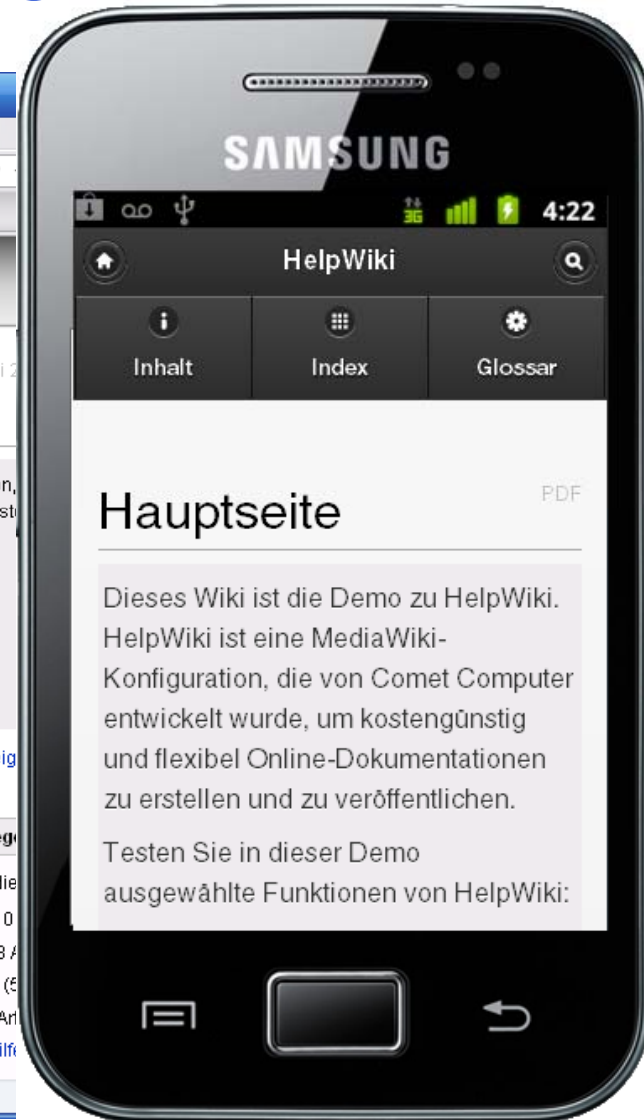 SAMSUNG
3G 4:22
HelpWiki
Inhalt Index Glossar
Hauptseite PDF
Dieses Wiki ist die Demo zu HelpWiki.
HelpWiki ist eine MediaWiki-
Konfiguration, die von Comet Computer
entwickelt wurde, um kostengünstig
und flexibel Online-Dokumentationen
zu erstellen und zu veröffentlichen.
Testen Sie in dieser Demo
ausgewählte Funktionen von HelpWiki: